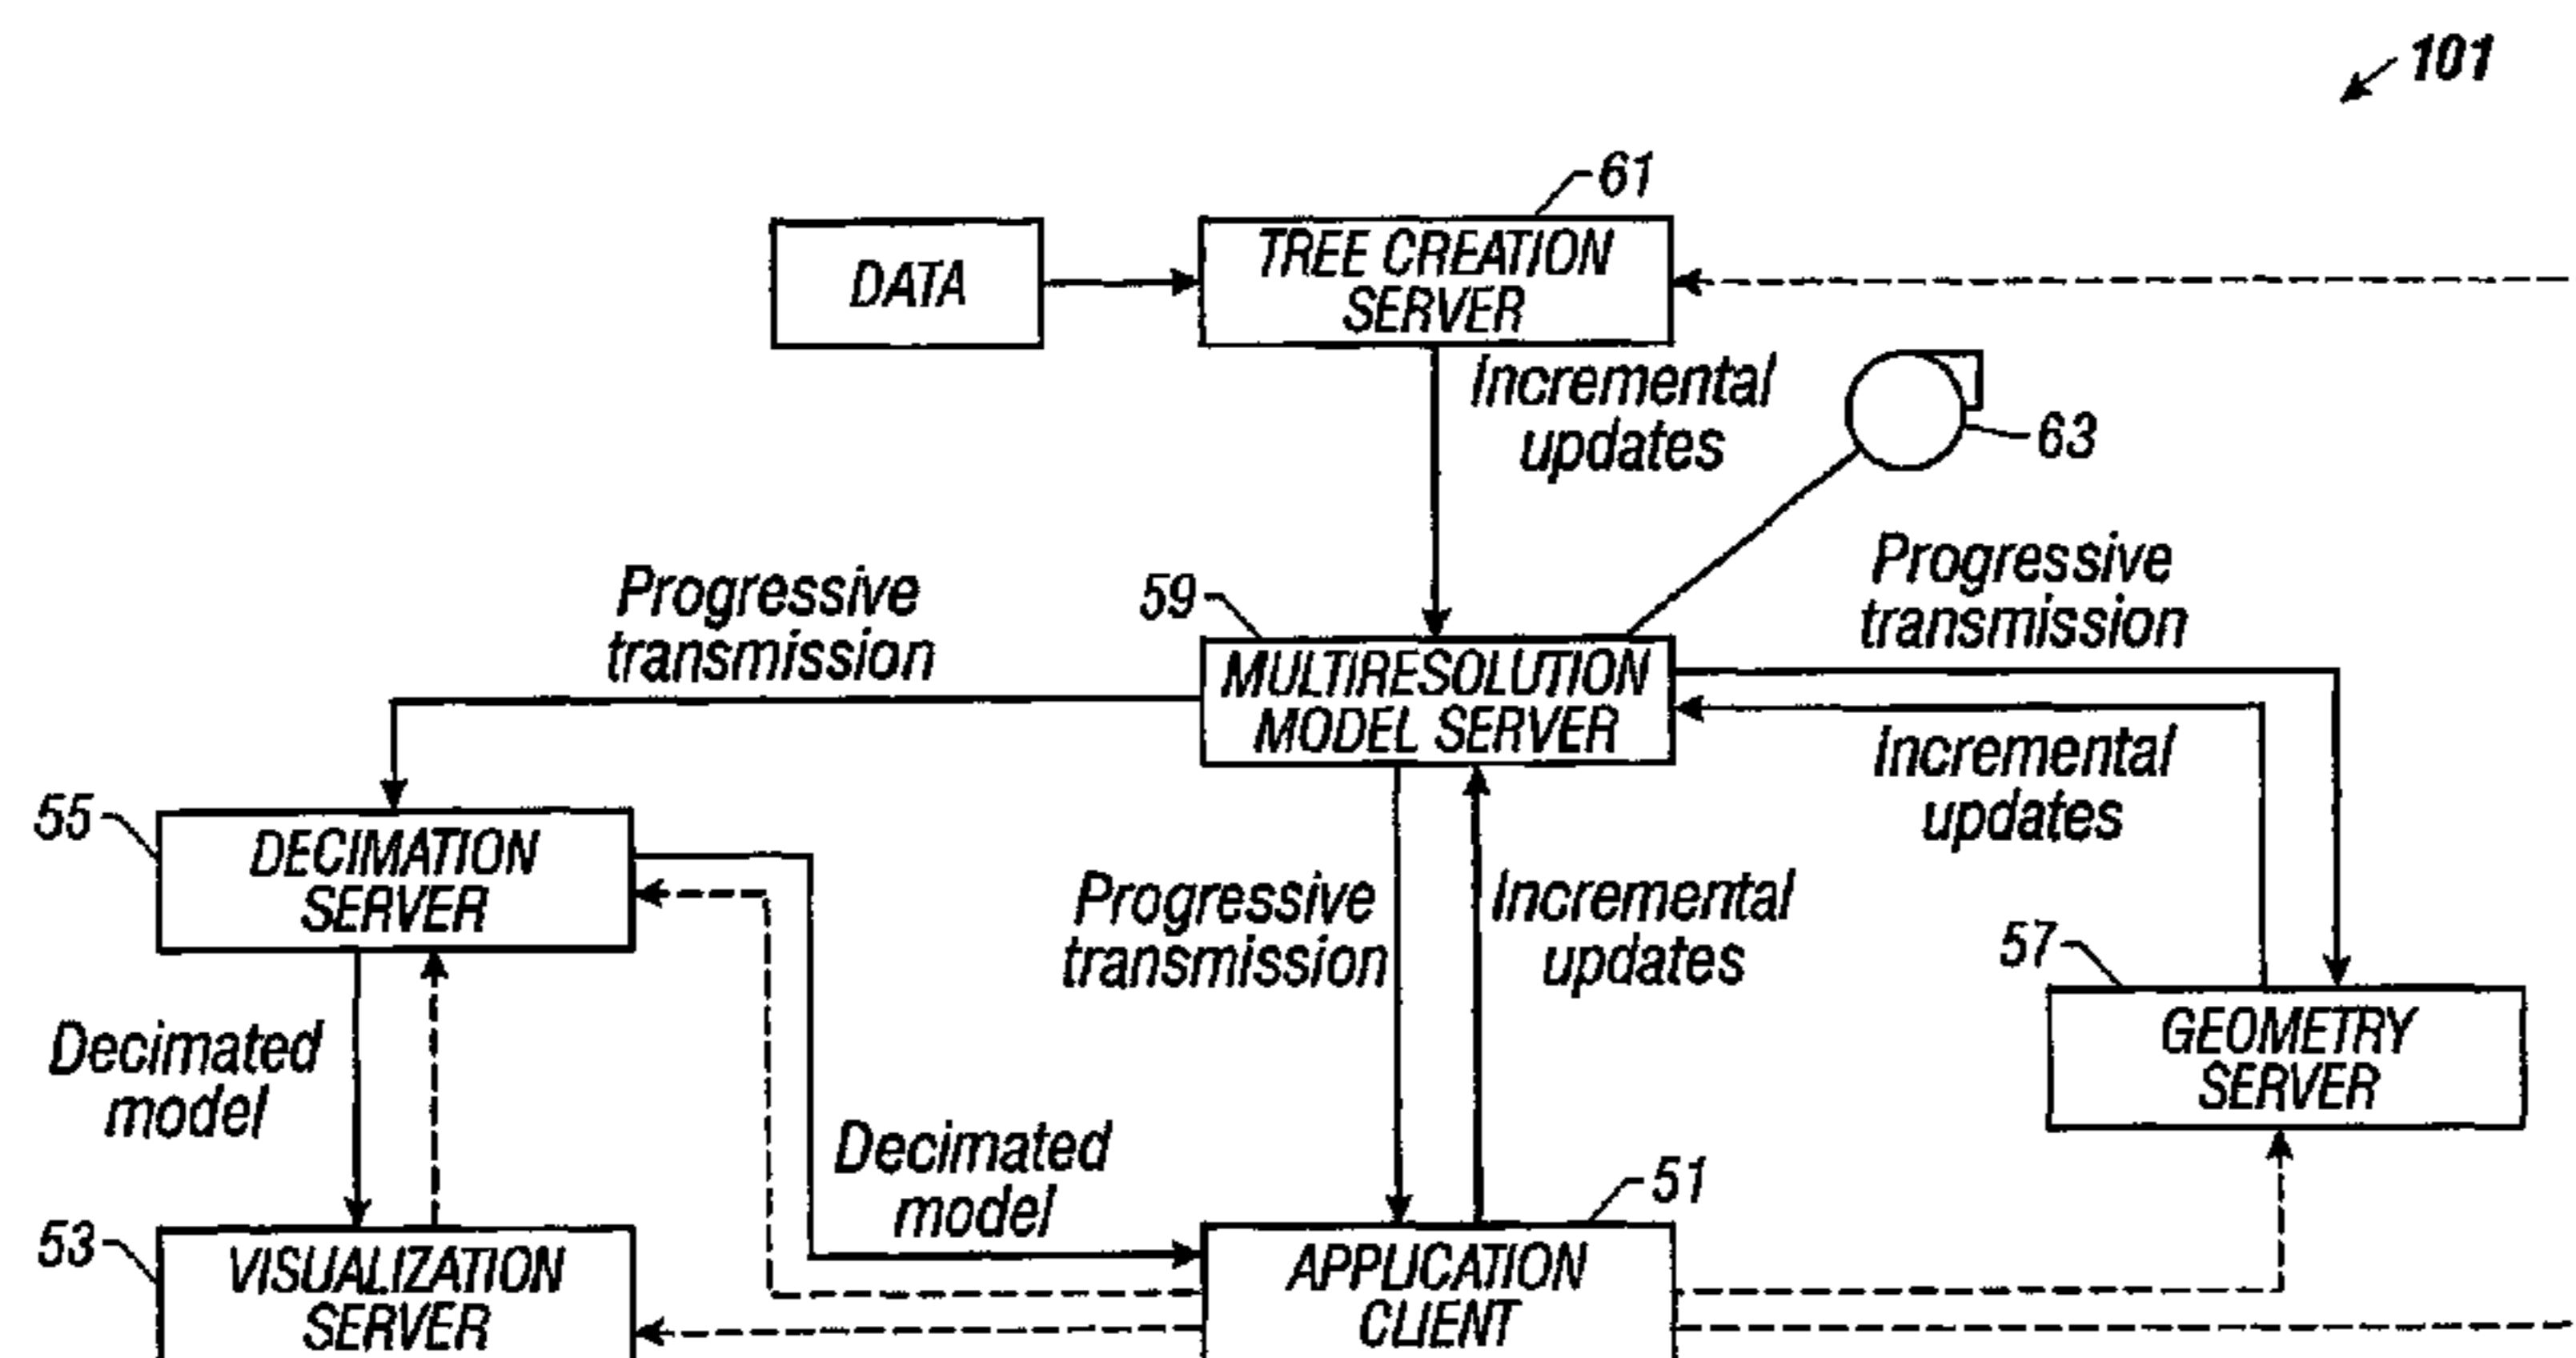 101
61
DATA
TREE CREATION
SERVER
Incremental
updates
63
Progressive
transmission
59
MULTIRESOLUTION
MODEL SERVER
Progressive
transmission
Incremental
updates
55
DECIMATION
SERVER
Progressive
transmission
Incremental
updates
57
GEOMETRY
SERVER
Decimated
model
Decimated
model
51
53
VISUALIZATION
SERVER
APPLICATION
CLIENT